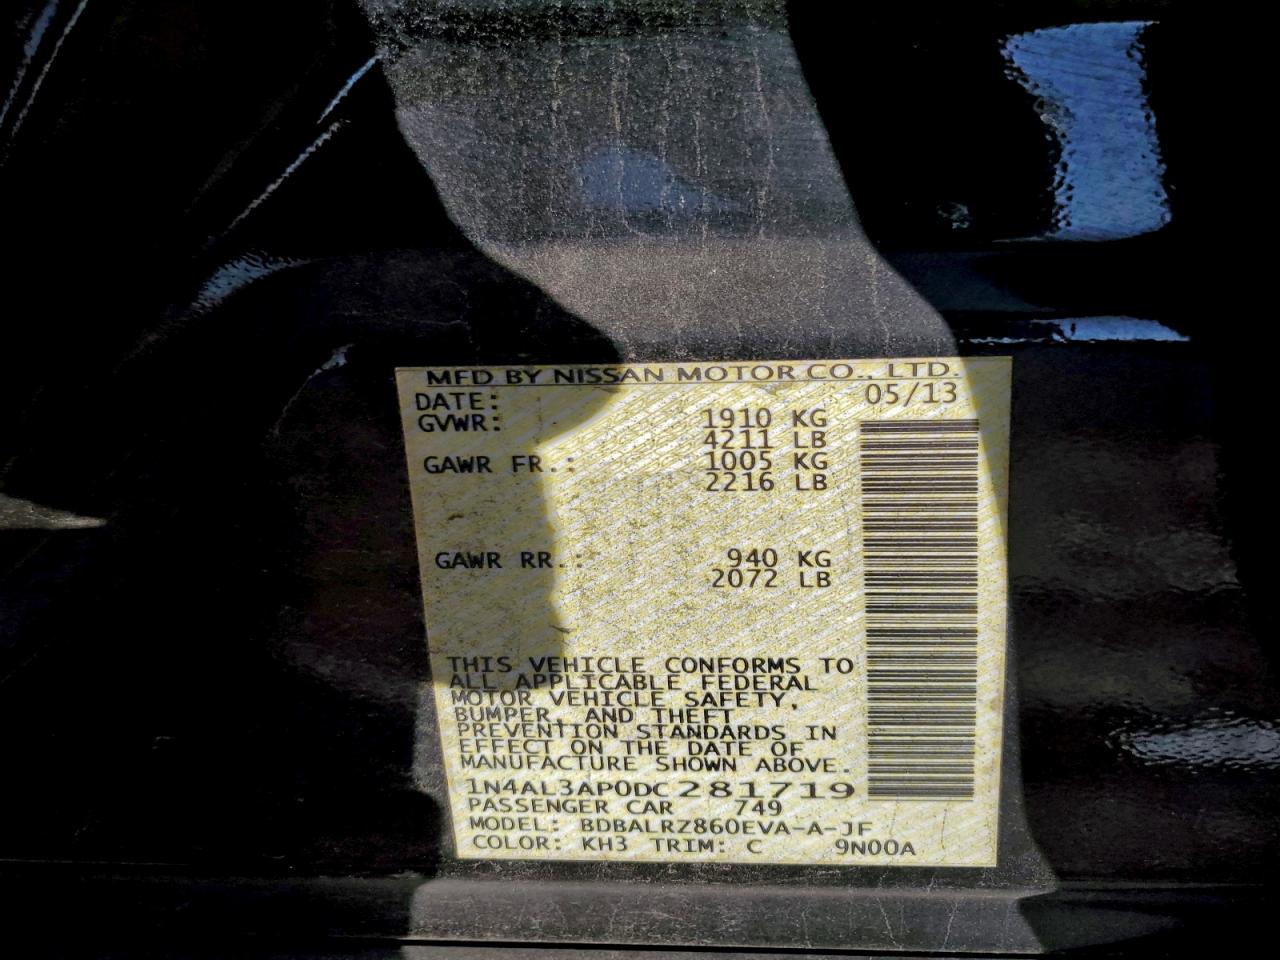 MFD BY NISSAN MOTOR CO., LTD.
DATE: 05/13
GVWR: 1910 KG
4211 LB
GAWR FR.: 1005 KG
2216 LB
GAWR RR.: 940 KG
2072 LB
THIS VEHICLE CONFORMS TO
ALL APPLICABLE FEDERAL
MOTOR VEHICLE SAFETY,
BUMPER, AND THEFT
PREVENTION STANDARDS IN
EFFECT ON THE DATE OF
MANUFACTURE SHOWN ABOVE.
1N4AL3AP0DC281719
PASSENGER CAR 749
MODEL: BDBALRZ860EVA-A-JF
COLOR: KH3 TRIM: C 9N00A